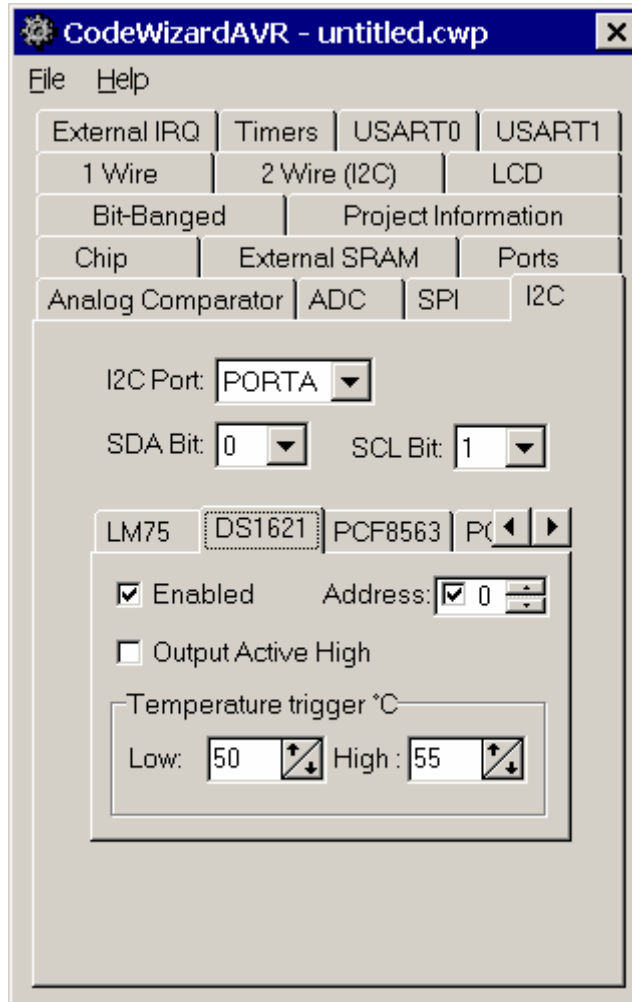 CodeWizardAVR - untitled.cwp
File Help
External IRQ Timers USART0 USART1
1 Wire 2 Wire (I2C) LCD
Bit-Banged Project Information
Chip External SRAM Ports
Analog Comparator ADC SPI I2C
I2C Port: PORTA
SDA Bit: 0 SCL Bit: 1
LM75 DS1621 PCF8563
Enabled Address: 0
Output Active High
Temperature trigger °C
Low: 50 High : 55